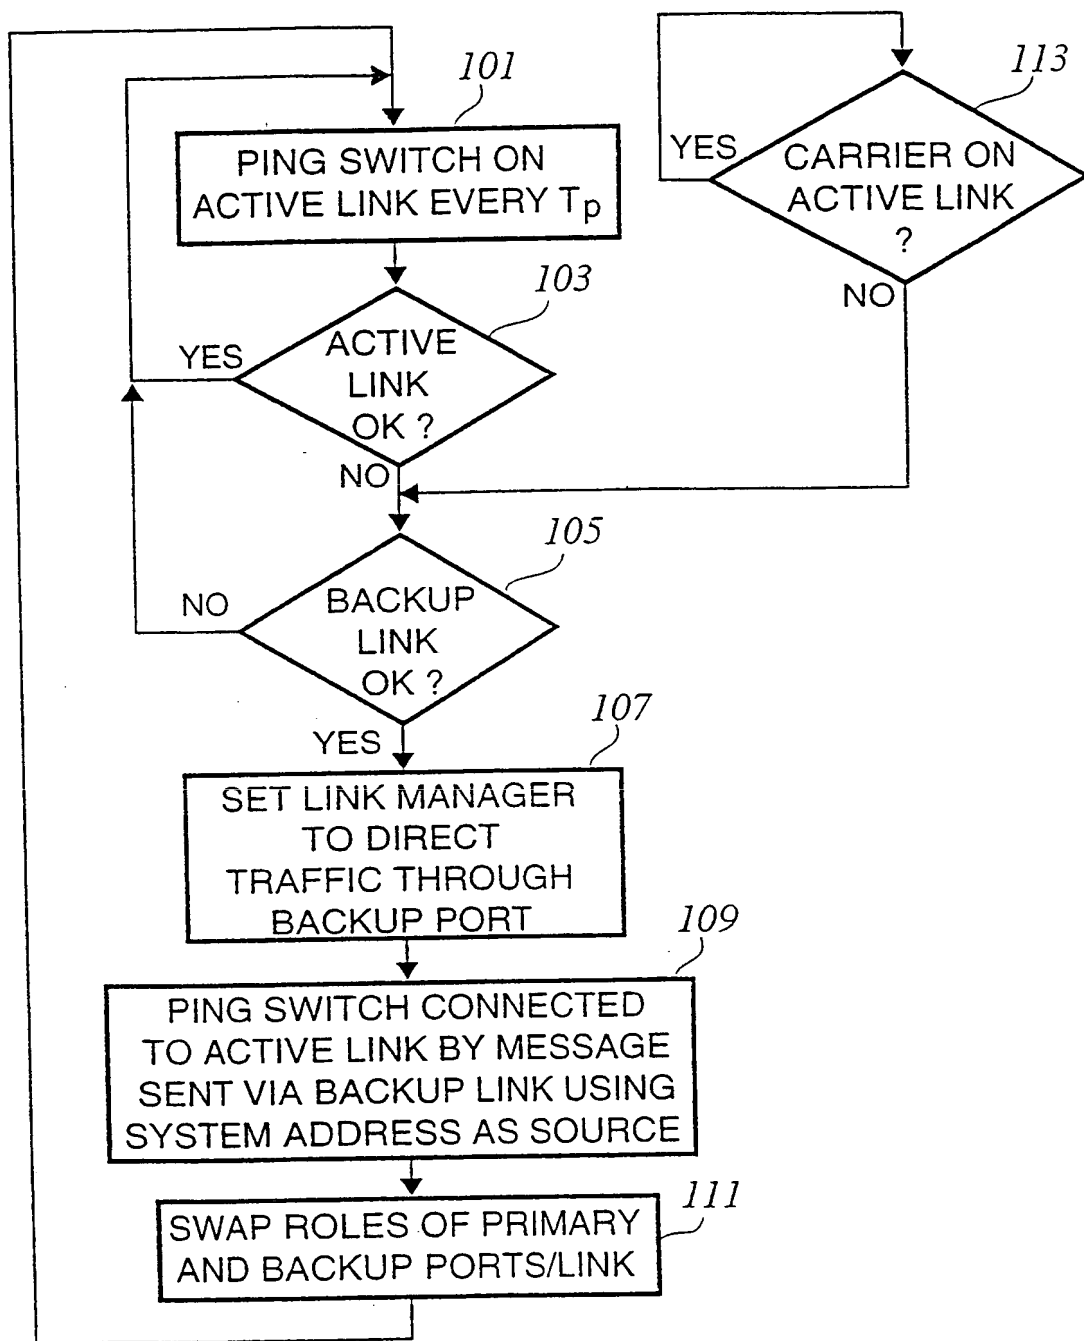 101
PING SWITCH ON
ACTIVE LINK EVERY Tp
113
YES
CARRIER ON
ACTIVE LINK
?
NO
103
YES
ACTIVE
LINK
OK ?
NO
105
NO
BACKUP
LINK
OK ?
YES
107
SET LINK MANAGER
TO DIRECT
TRAFFIC THROUGH
BACKUP PORT
109
PING SWITCH CONNECTED
TO ACTIVE LINK BY MESSAGE
SENT VIA BACKUP LINK USING
SYSTEM ADDRESS AS SOURCE
111
SWAP ROLES OF PRIMARY
AND BACKUP PORTS/LINK